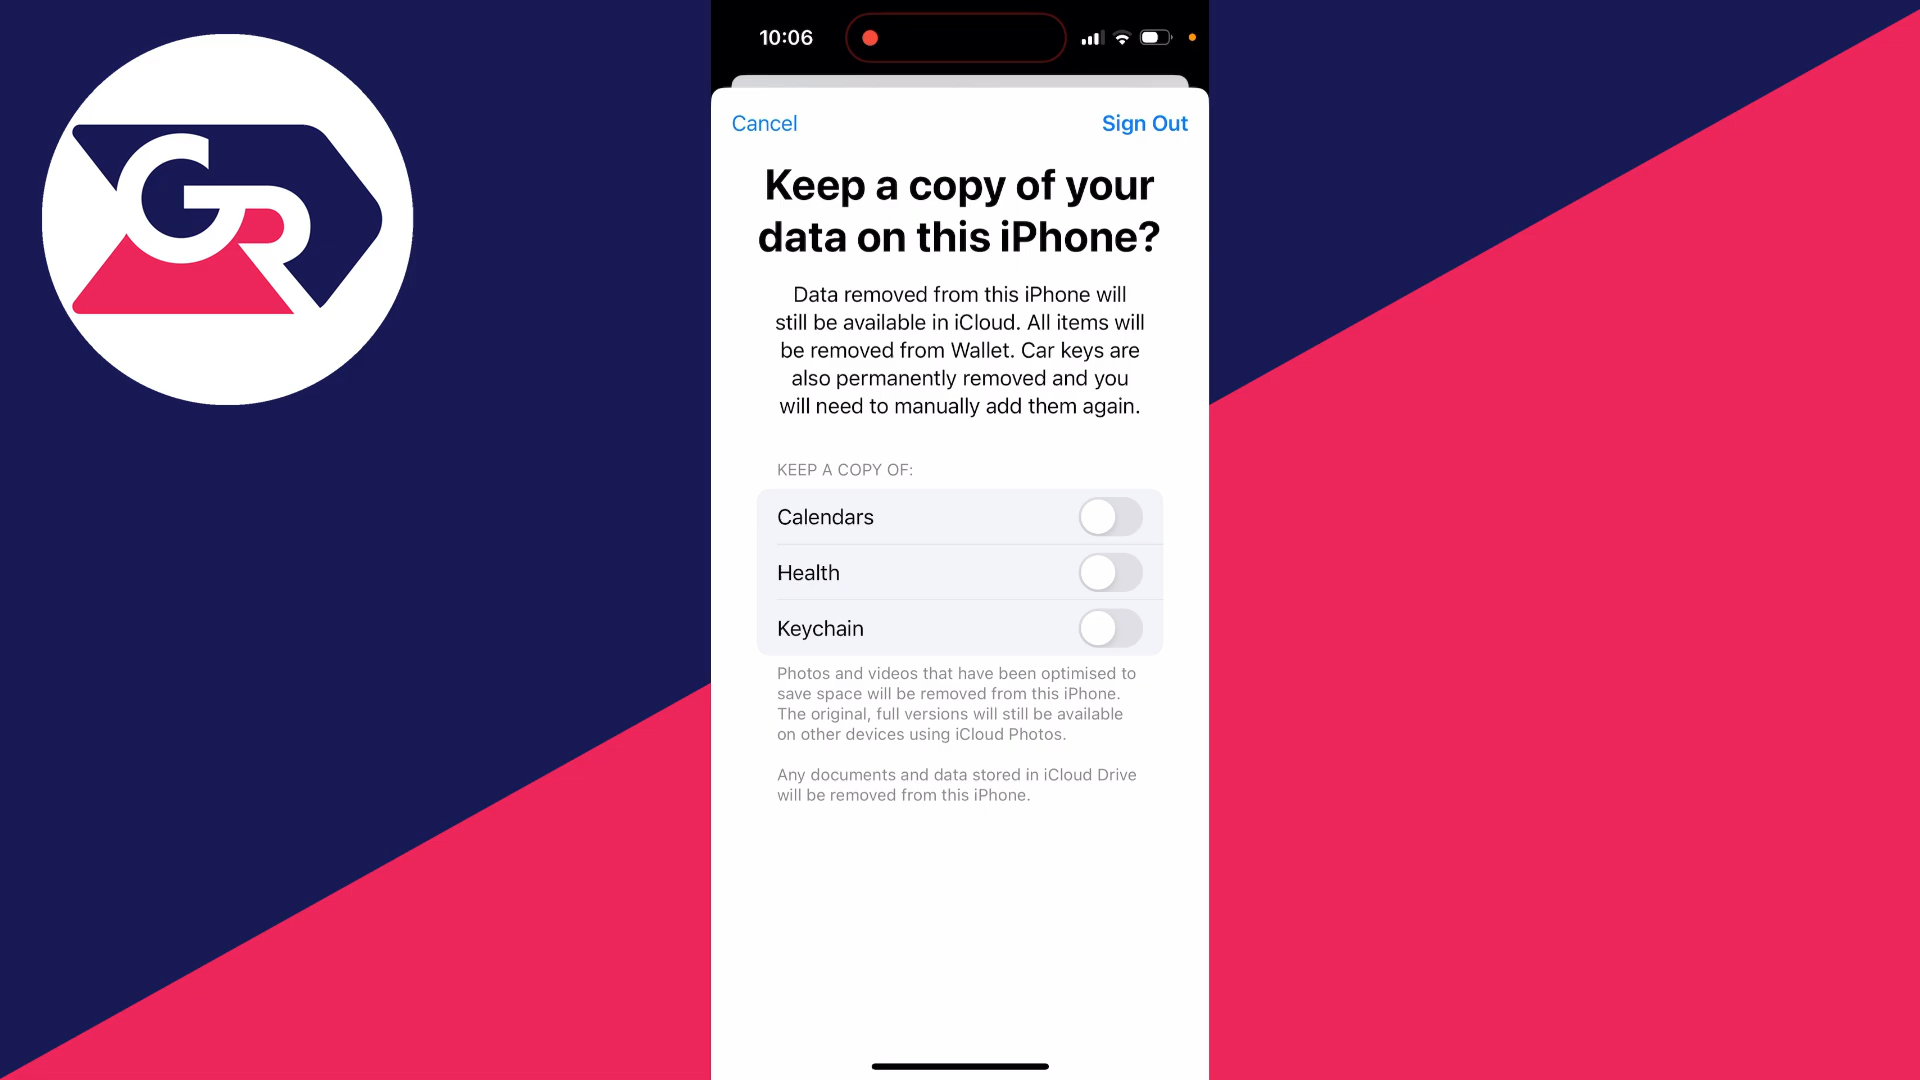 GR
10:06
Cancel
Sign Out
Keep a copy of your
data on this iPhone?
Data removed from this iPhone will
still be available in iCloud. All items will
be removed from Wallet. Car keys are
also permanently removed and you
will need to manually add them again.
KEEP A COPY OF:
Calendars
Health
Keychain
Photos and videos that have been optimised to
save space will be removed from this iPhone.
The original, full versions will still be available
on other devices using iCloud Photos.
Any documents and data stored in iCloud Drive
will be removed from this iPhone.